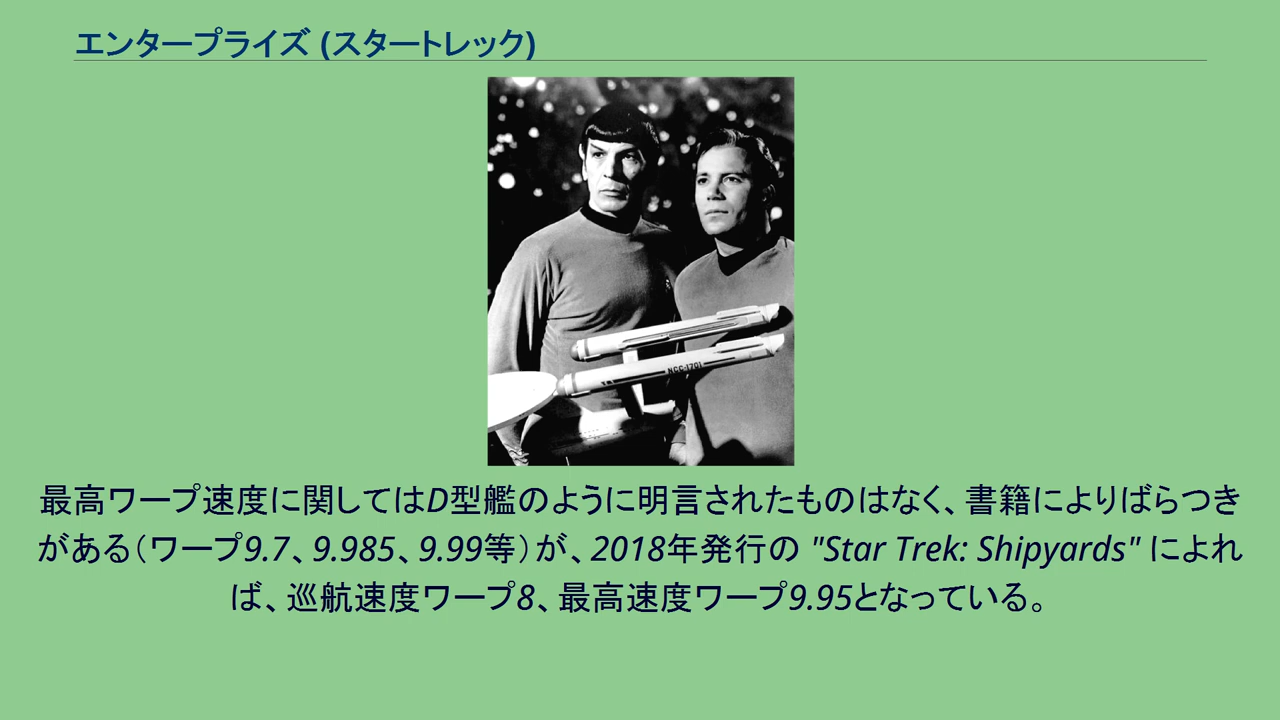 エンタープライズ (スタートレック)
NCC-1701
最高ワープ速度に関してはD型艦のように明言されたものはなく、書籍によりばらつき
がある（ワープ9.7、9.985、9.99等）が、2018年発行の "Star Trek: Shipyards" によれ
ば、巡航速度ワープ8、最高速度ワープ9.95となっている。